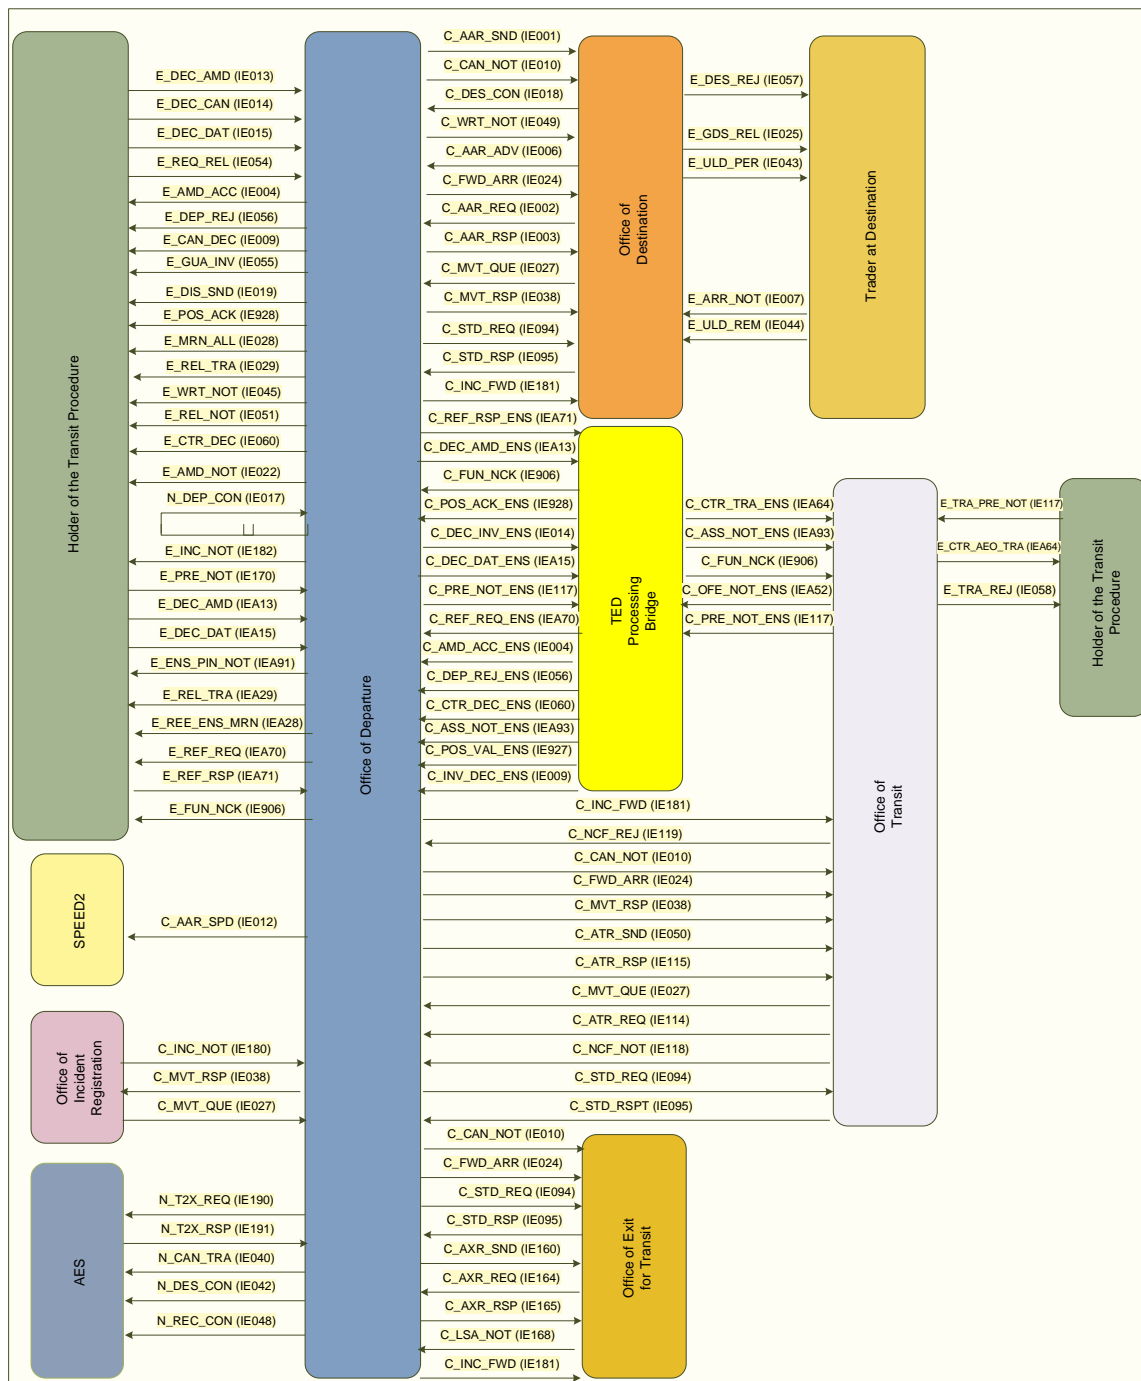 Holder of the Transit Procedure
E_DEC_AMD (IE013)
E_DEC_CAN (IE014)
E_DEC_DAT (IE015)
E_REQ_REL (IE054)
E_AMD_ACC (IE004)
E_DEP_REJ (IE056)
E_CAN_DEC (IE009)
E_GUA_INV (IE055)
E_DIS_SND (IE019)
E_POS_ACK (IE928)
E_MRN_ALL (IE028)
E_REL_TRA (IE029)
E_WRT_NOT (IE045)
E_REL_NOT (IE051)
E_CTR_DEC (IE060)
E_AMD_NOT (IE022)
N_DEP_CON (IE017)
E_INC_NOT (IE182)
E_PRE_NOT (IE170)
E_DEC_AMD (IEA13)
E_DEC_DAT (IEA15)
E_ENS_PIN_NOT (IEA91)
E_REL_TRA (IEA29)
E_REE_ENS_MRN (IEA28)
E_REF_REQ (IEA70)
E_REF_RSP (IEA71)
E_FUN_NCK (IE906)
SPEED2
C_AAR_SPD (IE012)
Office of
Incident
Registration
C_INC_NOT (IE180)
C_MVT_RSP (IE038)
C_MVT_QUE (IE027)
AES
N_T2X_REQ (IE190)
N_T2X_RSP (IE191)
N_CAN_TRA (IE040)
N_DES_CON (IE042)
N_REC_CON (IE048)
Office of Departure
C_AAR_SND (IE001)
C_CAN_NOT (IE010)
C_DES_CON (IE018)
C_WRT_NOT (IE049)
C_AAR_ADV (IE006)
C_FWD_ARR (IE024)
C_AAR_REQ (IE002)
C_AAR_RSP (IE003)
C_MVT_QUE (IE027)
C_MVT_RSP (IE038)
C_STD_REQ (IE094)
C_STD_RSP (IE095)
C_INC_FWD (IE181)
C_REF_RSP_ENS (IEA71)
C_DEC_AMD_ENS (IEA13)
C_FUN_NCK (IE906)
C_POS_ACK_ENS (IE928)
C_DEC_INV_ENS (IE014)
C_DEC_DAT_ENS (IEA15)
C_PRE_NOT_ENS (IE117)
C_REF_REQ_ENS (IEA70)
C_AMD_ACC_ENS (IE004)
C_DEP_REJ_ENS (IE056)
C_CTR_DEC_ENS (IE060)
C_ASS_NOT_ENS (IEA93)
C_POS_VAL_ENS (IE927)
C_INV_DEC_ENS (IE009)
C_INC_FWD (IE181)
C_NCF_REJ (IE119)
C_CAN_NOT (IE010)
C_FWD_ARR (IE024)
C_MVT_RSP (IE038)
C_ATR_SND (IE050)
C_ATR_RSP (IE115)
C_MVT_QUE (IE027)
C_ATR_REQ (IE114)
C_NCF_NOT (IE118)
C_STD_REQ (IE094)
C_STD_RSPT (IE095)
C_CAN_NOT (IE010)
C_FWD_ARR (IE024)
C_STD_REQ (IE094)
C_STD_RSP (IE095)
C_AXR_SND (IE160)
C_AXR_REQ (IE164)
C_AXR_RSP (IE165)
C_LSA_NOT (IE168)
C_INC_FWD (IE181)
Office of
Destination
E_DES_REJ (IE057)
E_GDS_REL (IE025)
E_ULD_PER (IE043)
E_ARR_NOT (IE007)
E_ULD_REM (IE044)
Trader at Destination
TED
Processing
Bridge
C_CTR_TRA_ENS (IEA64)
C_ASS_NOT_ENS (IEA93)
C_FUN_NCK (IE906)
C_OFE_NOT_ENS (IEA52)
C_PRE_NOT_ENS (IE117)
Office of
Transit
E_TRA_PRE_NOT (IE117)
E_CTR_AEO_TRA (IEA64)
E_TRA_REJ (IE058)
Holder of the Transit
Procedure
Office of Exit
for Transit